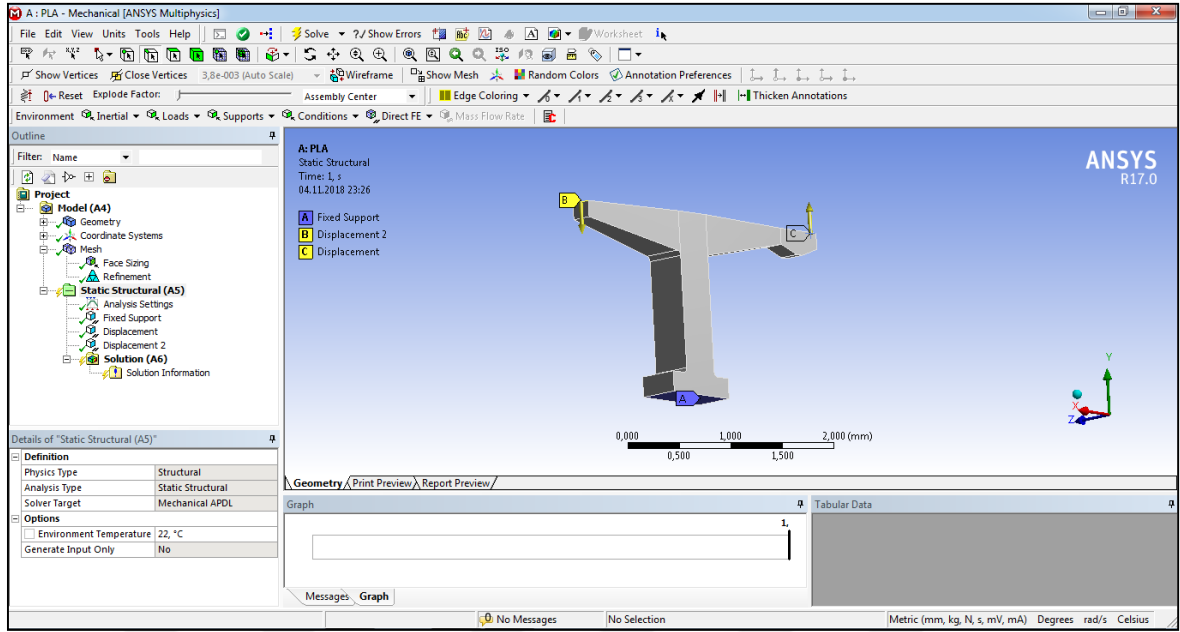 A : PLA - Mechanical [ANSYS Multiphysics]
File Edit View Units Tools Help Solve ?/ Show Errors Worksheet
Show Vertices Close Vertices 3,8e-003 (Auto Scale) Wireframe Show Mesh Random Colors Annotation Preferences
Reset Explode Factor: Assembly Center Edge Coloring Thicken Annotations
Environment Inertial Loads Supports Conditions Direct FE Mass Flow Rate
Outline
Filter: Name
Project
Model (A4)
Geometry
Coordinate Systems
Mesh
Face Sizing
Refinement
Static Structural (A5)
Analysis Settings
Fixed Support
Displacement
Displacement 2
Solution (A6)
Solution Information
Details of "Static Structural (A5)"
Definition
Physics Type Structural
Analysis Type Static Structural
Solver Target Mechanical APDL
Options
Environment Temperature 22, °C
Generate Input Only No
A: PLA
Static Structural
Time: 1, s
04.11.2018 23:26
A Fixed Support
B Displacement 2
C Displacement
ANSYS
R17.0
B
C
A
Y
X
Z
0,000 1,000 2,000 (mm)
0,500 1,500
Geometry Print Preview Report Preview
Graph
1,
Messages Graph
Tabular Data
No Messages No Selection Metric (mm, kg, N, s, mV, mA) Degrees rad/s Celsius